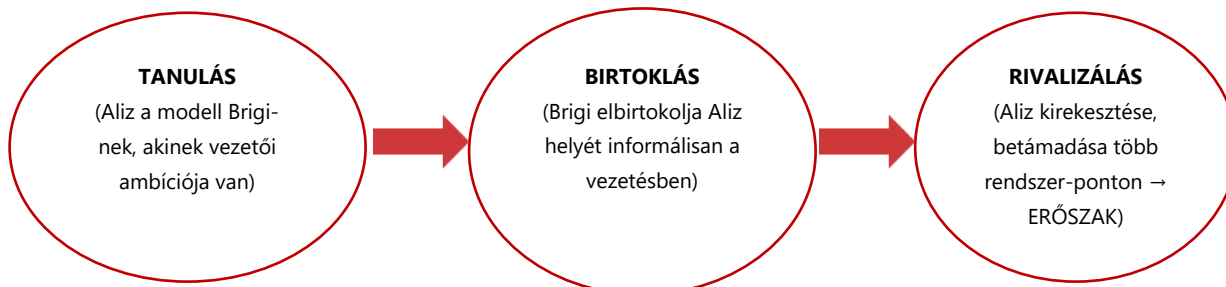 TANULÁS
(Aliz a modell Brigi-
nek, akinek vezetői
ambíciója van)
BIRTOKLÁS
(Brigi elbirtokolja Aliz
helyét informálisan a
vezetésben)
RIVALIZÁLÁS
(Aliz kirekesztése,
betámadása több
rendszer-ponton →
ERŐSZAK)